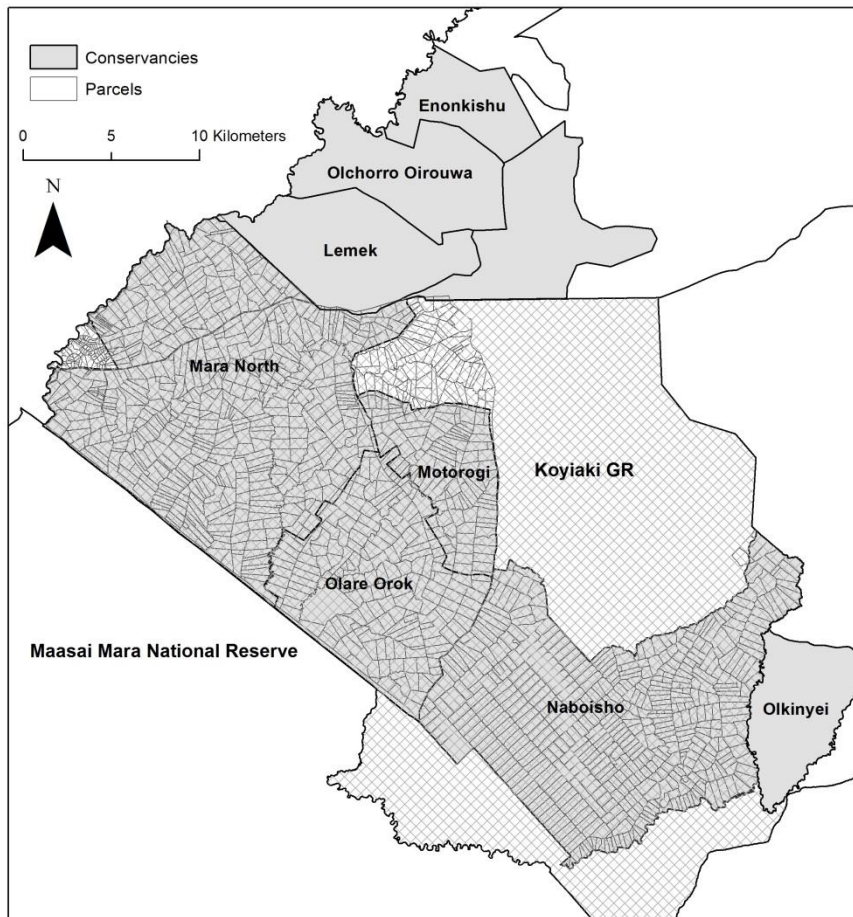 Conservancies
Parcels
0 5 10 Kilometers
N
Enonkishu
Olchorro Oirouwa
Lemek
Mara North
Motorogi
Koyiaki GR
Olare Orok
Maasai Mara National Reserve
Naboisho
Olkinyei